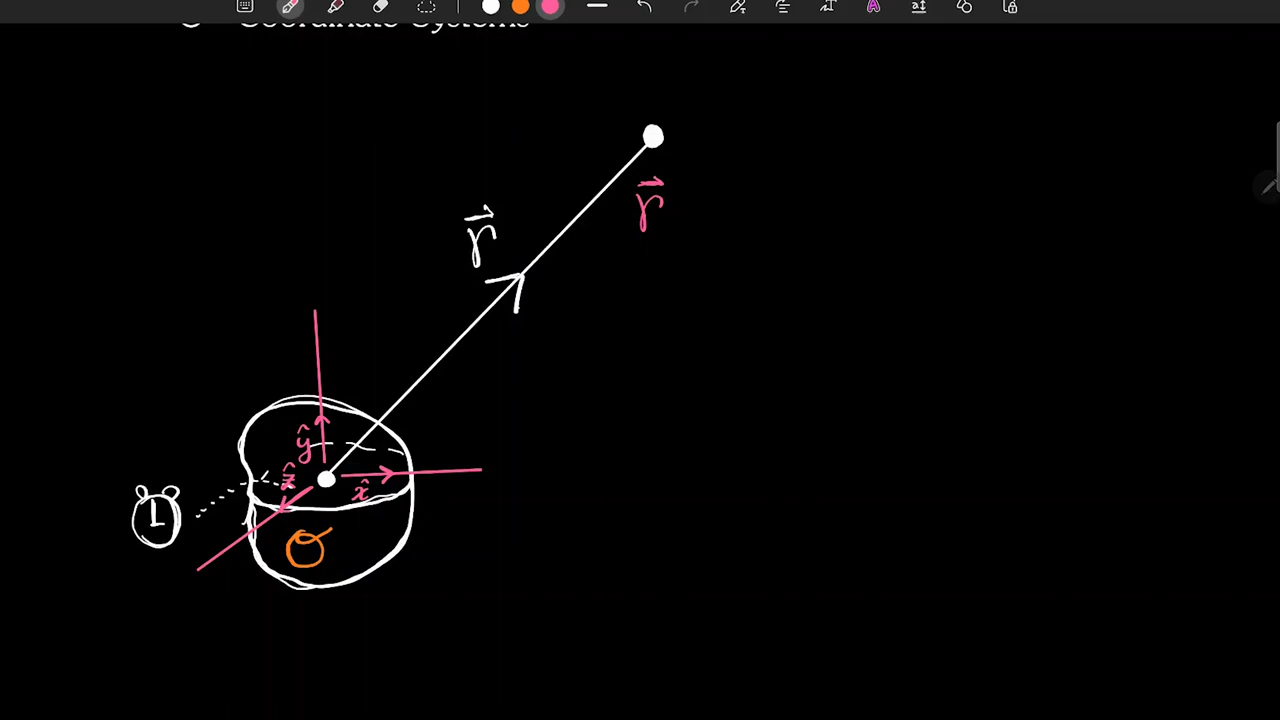 Coordinate Systems
r⃗
r⃗
ŷ
ẑ
x̂
O